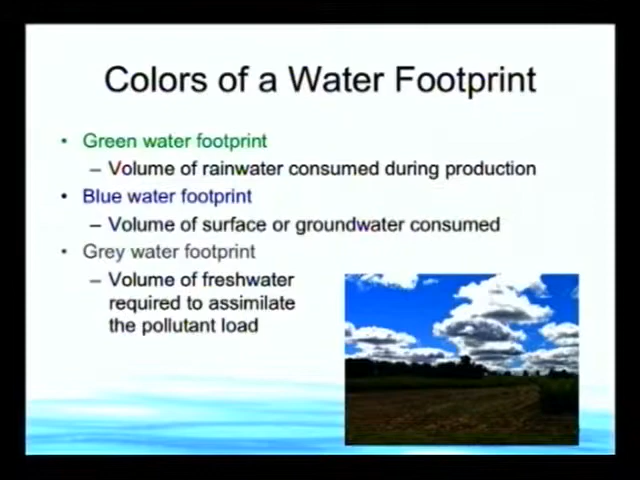 Colors of a Water Footprint
• Green water footprint
– Volume of rainwater consumed during production
• Blue water footprint
– Volume of surface or groundwater consumed
• Grey water footprint
– Volume of freshwater
required to assimilate
the pollutant load